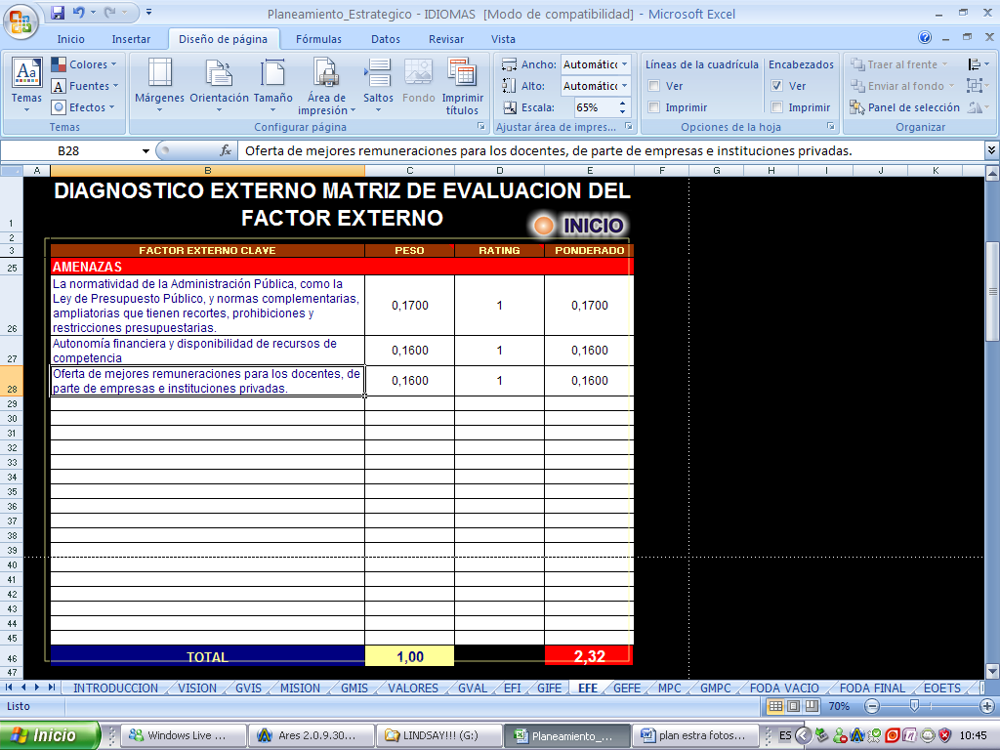 Planeamiento_Estrategico - IDIOMAS [Modo de compatibilidad] - Microsoft Excel
Inicio Insertar Diseño de página Fórmulas Datos Revisar Vista
Temas
Colores
Fuentes
Efectos
Temas
Márgenes Orientación Tamaño Área de impresión Saltos Fondo Imprimir títulos
Configurar página
Ancho: Automático
Alto: Automático
Escala: 65%
Ajustar área de impres...
Líneas de la cuadrícula Encabezados
Ver Ver
Imprimir Imprimir
Opciones de la hoja
Traer al frente
Enviar al fondo
Panel de selección
Organizar
B28 fx Oferta de mejores remuneraciones para los docentes, de parte de empresas e instituciones privadas.
A B C D E F G H I J K
DIAGNOSTICO EXTERNO MATRIZ DE EVALUACION DEL
FACTOR EXTERNO
INICIO
1
2
3 FACTOR EXTERNO CLAVE PESO RATING PONDERADO
25 AMENAZAS
La normatividad de la Administración Pública, como la
Ley de Presupuesto Público, y normas complementarias,
ampliatorias que tienen recortes, prohibiciones y
restricciones presupuestarias.
26 0,1700 1 0,1700
Autonomía financiera y disponibilidad de recursos de
competencia
27 0,1600 1 0,1600
Oferta de mejores remuneraciones para los docentes, de
parte de empresas e instituciones privadas.
28 0,1600 1 0,1600
29
30
31
32
33
34
35
36
37
38
39
40
41
42
43
44
45
46 TOTAL 1,00 2,32
47
INTRODUCCION VISION GVIS MISION GMIS VALORES GVAL EFI GIFE EFE GEFE MPC GMPC FODA VACIO FODA FINAL EOETS
Listo 70%
Inicio Windows Live ... Ares 2.0.9.30... LINDSAY!!! (G:) Planeamiento_... plan estra fotos... ES 10:45